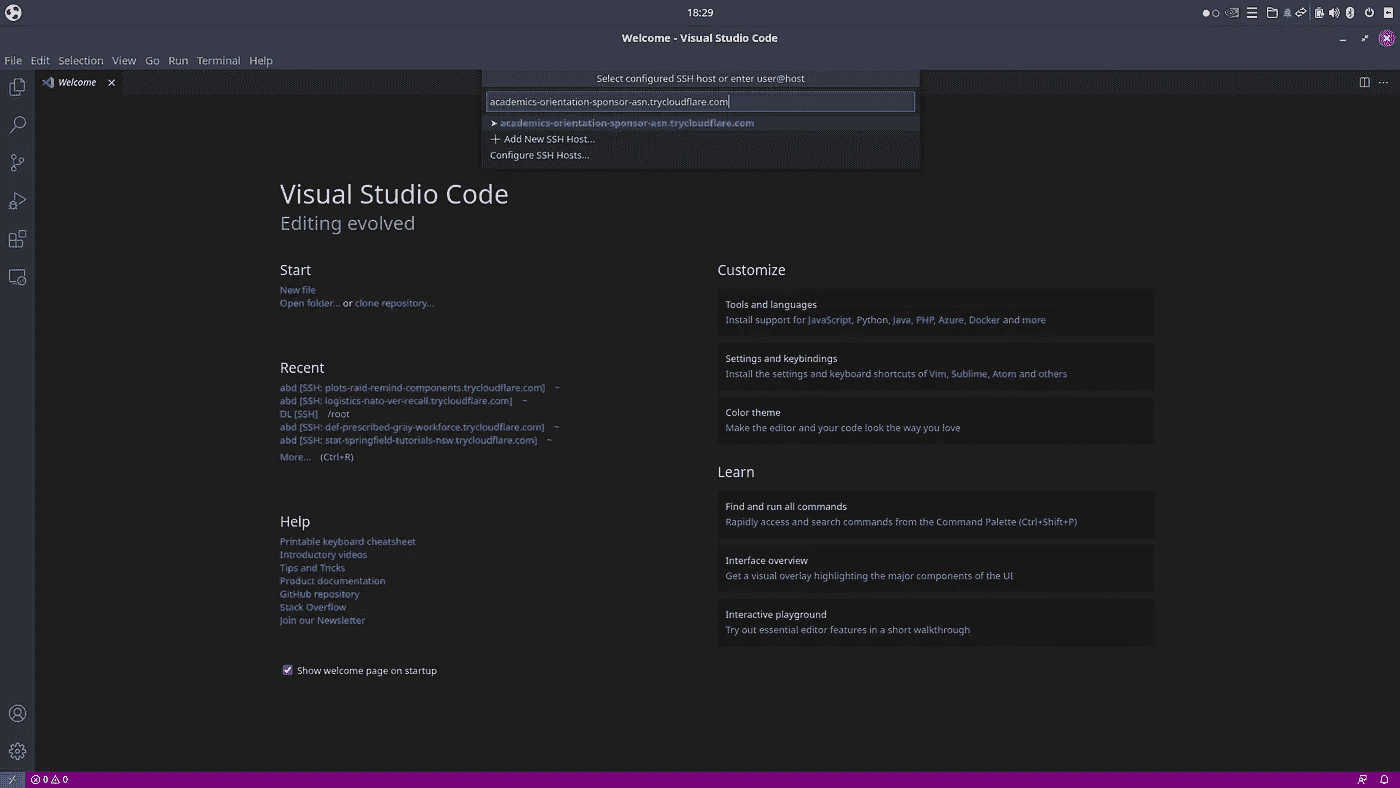 18:29
Welcome - Visual Studio Code
File Edit Selection View Go Run Terminal Help
Welcome
Select configured SSH host or enter user@host
academics-orientation-sponsor-asn.trycloudflare.com
➤ academics-orientation-sponsor-asn.trycloudflare.com
+ Add New SSH Host...
Configure SSH Hosts...
Visual Studio Code
Editing evolved
Start
New file
Open folder... or clone repository...
Recent
abd [SSH: plots-raid-remind-components.trycloudflare.com] ~
abd [SSH: logistics-nato-ver-recall.trycloudflare.com] ~
DL [SSH] /root
abd [SSH: def-prescribed-gray-workforce.trycloudflare.com] ~
abd [SSH: stat-springfield-tutorials-nsw.trycloudflare.com] ~
More... (Ctrl+R)
Help
Printable keyboard cheatsheet
Introductory videos
Tips and Tricks
Product documentation
GitHub repository
Stack Overflow
Join our Newsletter
Show welcome page on startup
Customize
Tools and languages
Install support for JavaScript, Python, Java, PHP, Azure, Docker and more
Settings and keybindings
Install the settings and keyboard shortcuts of Vim, Sublime, Atom and others
Color theme
Make the editor and your code look the way you love
Learn
Find and run all commands
Rapidly access and search commands from the Command Palette (Ctrl+Shift+P)
Interface overview
Get a visual overlay highlighting the major components of the UI
Interactive playground
Try out essential editor features in a short walkthrough
0 0